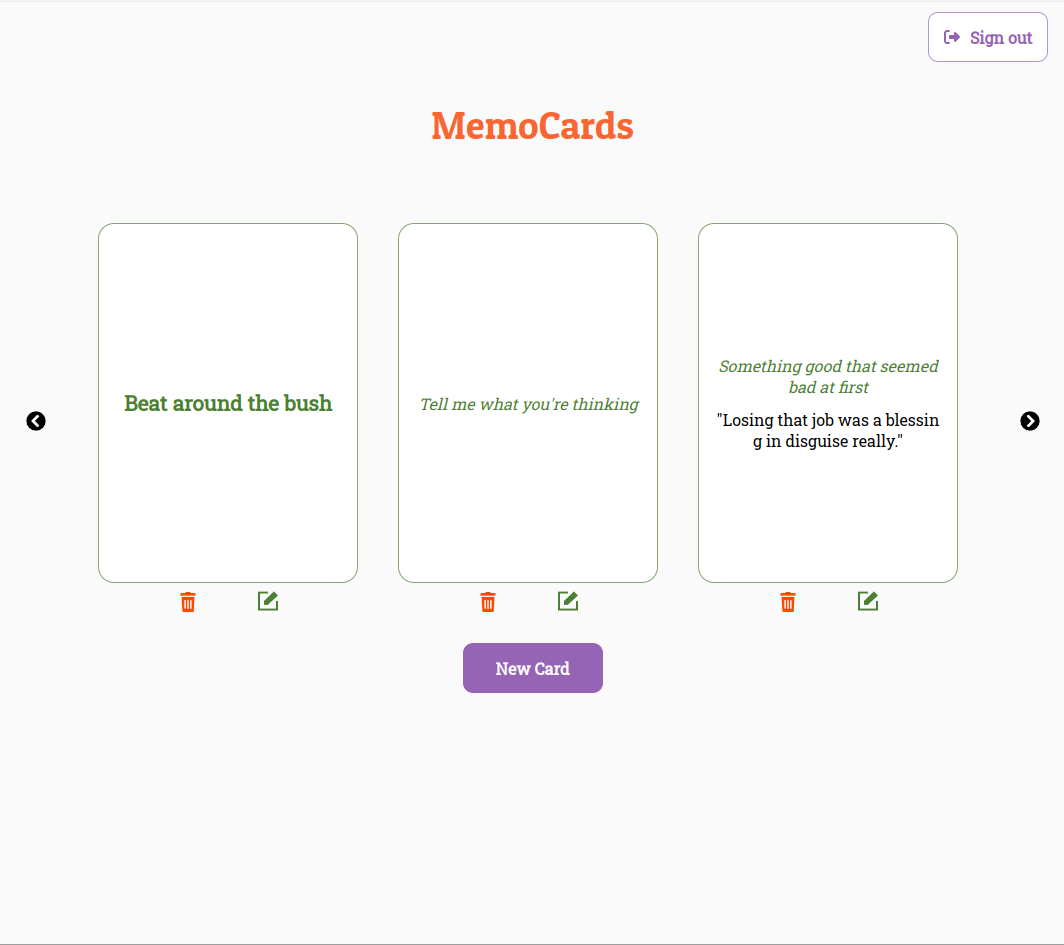 Sign out
MemoCards
Beat around the bush
Tell me what you're thinking
Something good that seemed
bad at first
"Losing that job was a blessin
g in disguise really."
New Card